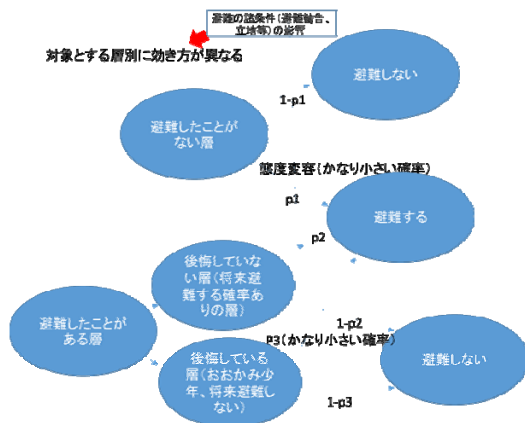 避難の諸条件(避難勧告、
立地等)の影響
対象とする層別に効き方が異なる
避難しない
1-p1
避難したことが
ない層
態度変容(かなり小さい確率)
p1
避難する
p2
後悔していな
い層(将来避
難する確率あ
りの層)
避難したことが
ある層
1-p2
P3(かなり小さい確率)
避難しない
後悔している
層(おおかみ少
年、将来避難し
ない)
1-p3